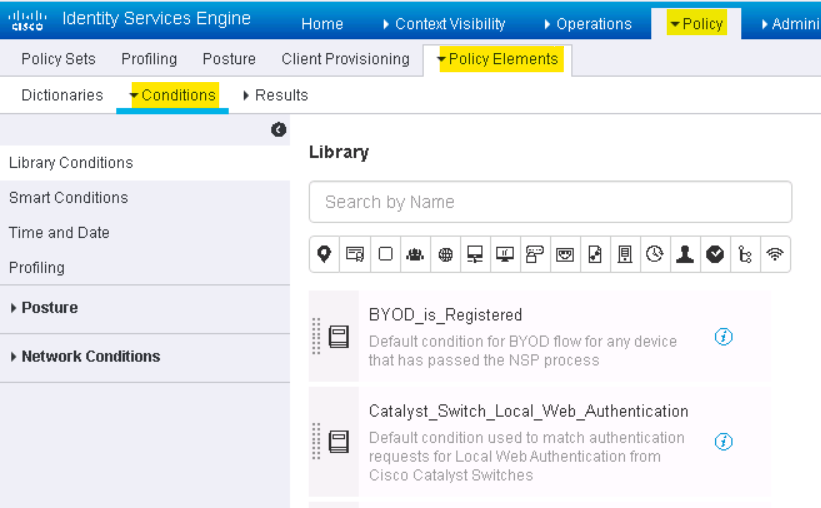 cisco Identity Services Engine Home Context Visibility Operations Policy Admini
Policy Sets Profiling Posture Client Provisioning Policy Elements
Dictionaries Conditions Results
Library Conditions
Smart Conditions
Time and Date
Profiling
Posture
Network Conditions
Library
Search by Name
BYOD_is_Registered
Default condition for BYOD flow for any device
that has passed the NSP process
Catalyst_Switch_Local_Web_Authentication
Default condition used to match authentication
requests for Local Web Authentication from
Cisco Catalyst Switches